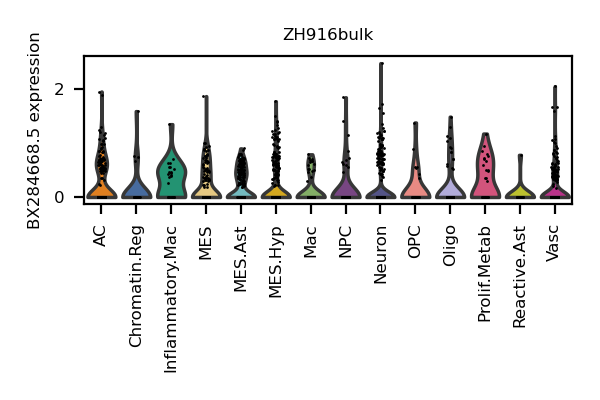 ZH916bulk
BX284668.5 expression
2
0
AC
Chromatin.Reg
Inflammatory.Mac
MES
MES.Ast
MES.Hyp
Mac
NPC
Neuron
OPC
Oligo
Prolif.Metab
Reactive.Ast
Vasc